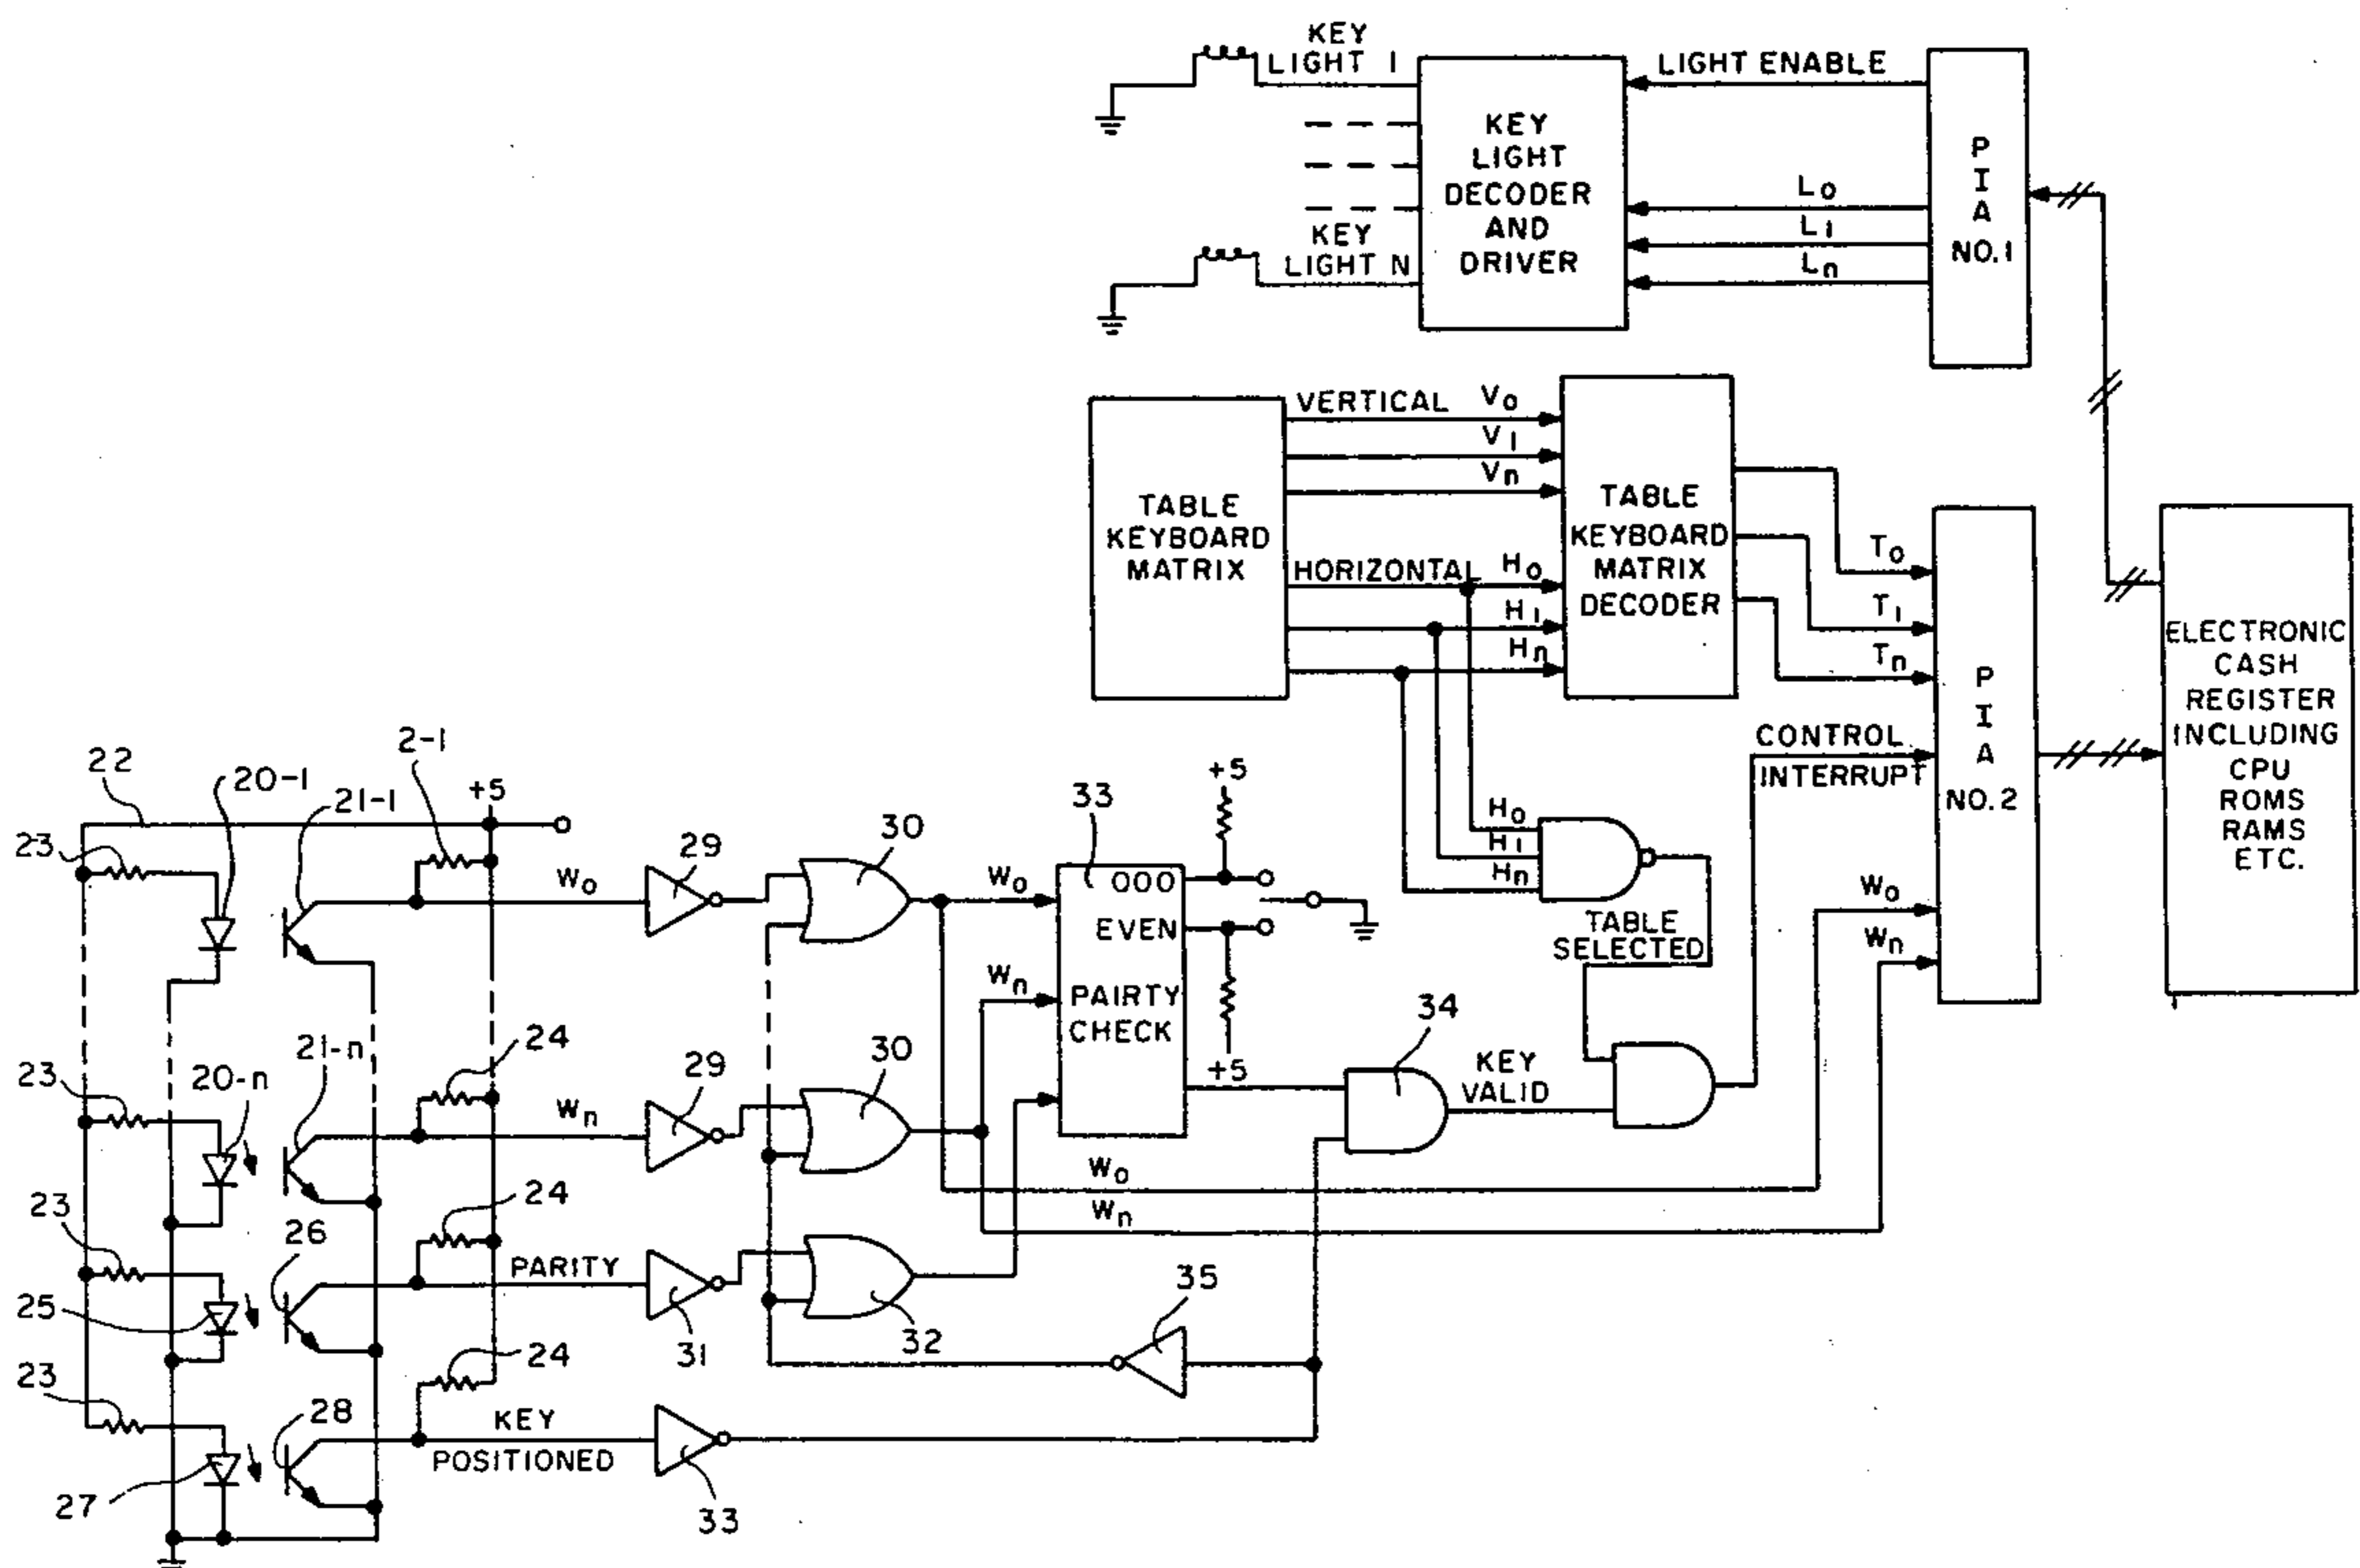 KEY
LIGHT 1
LIGHT ENABLE
KEY
LIGHT
DECODER
AND
DRIVER
P
I
A
NO.1
L0
L1
Ln
KEY
LIGHT N
VERTICAL V0
V1
Vn
TABLE
KEYBOARD
MATRIX
HORIZONTAL H0
H1
Hn
TABLE
KEYBOARD
MATRIX
DECODER
T0
T1
Tn
P
I
A
NO.2
ELECTRONIC
CASH
REGISTER
INCLUDING
CPU
ROMS
RAMS
ETC.
CONTROL
INTERRUPT
W0
Wn
H0
H1
Hn
TABLE
SELECTED
22
2-1
20-1
21-1
+5
23
W0
29
30
W0
33
+5
OOO
EVEN
Wn
PAIRTY
CHECK
+5
34
KEY
VALID
23
20-n
21-n
24
Wn
29
30
W0
Wn
23
26
24
25
PARITY
31
32
35
23
28
24
27
KEY
POSITIONED
33